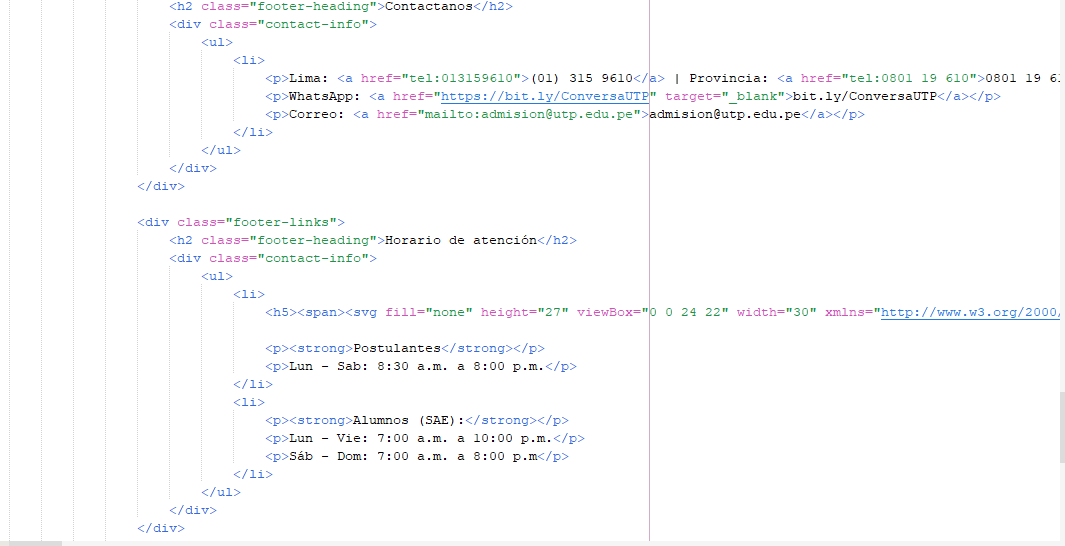 <h2 class="footer-heading">Contactanos</h2>
<div class="contact-info">
<ul>
<li>
<p>Lima: <a href="tel:013159610">(01) 315 9610</a> | Provincia: <a href="tel:0801 19 610">0801 19 6
<p>WhatsApp: <a href="https://bit.ly/ConversaUTP" target="_blank">bit.ly/ConversaUTP</a></p>
<p>Correo: <a href="mailto:admision@utp.edu.pe">admision@utp.edu.pe</a></p>
</li>
</ul>
</div>
</div>
<div class="footer-links">
<h2 class="footer-heading">Horario de atención</h2>
<div class="contact-info">
<ul>
<li>
<h5><span><svg fill="none" height="27" viewBox="0 0 24 22" width="30" xmlns="http://www.w3.org/2000/
<p><strong>Postulantes</strong></p>
<p>Lun - Sab: 8:30 a.m. a 8:00 p.m.</p>
</li>
<li>
<p><strong>Alumnos (SAE):</strong></p>
<p>Lun - Vie: 7:00 a.m. a 10:00 p.m.</p>
<p>Sáb - Dom: 7:00 a.m. a 8:00 p.m</p>
</li>
</ul>
</div>
</div>